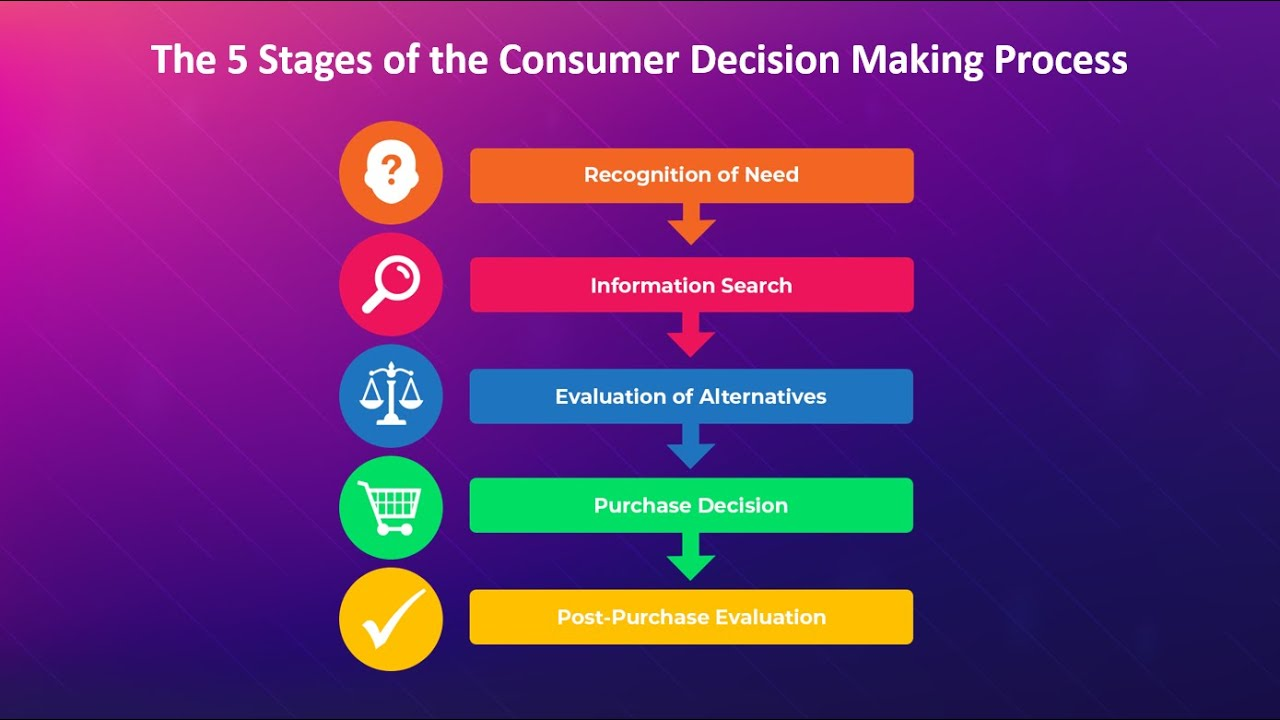 The 5 Stages of the Consumer Decision Making Process
?
Recognition of Need
Information Search
Evaluation of Alternatives
Purchase Decision
Post-Purchase Evaluation